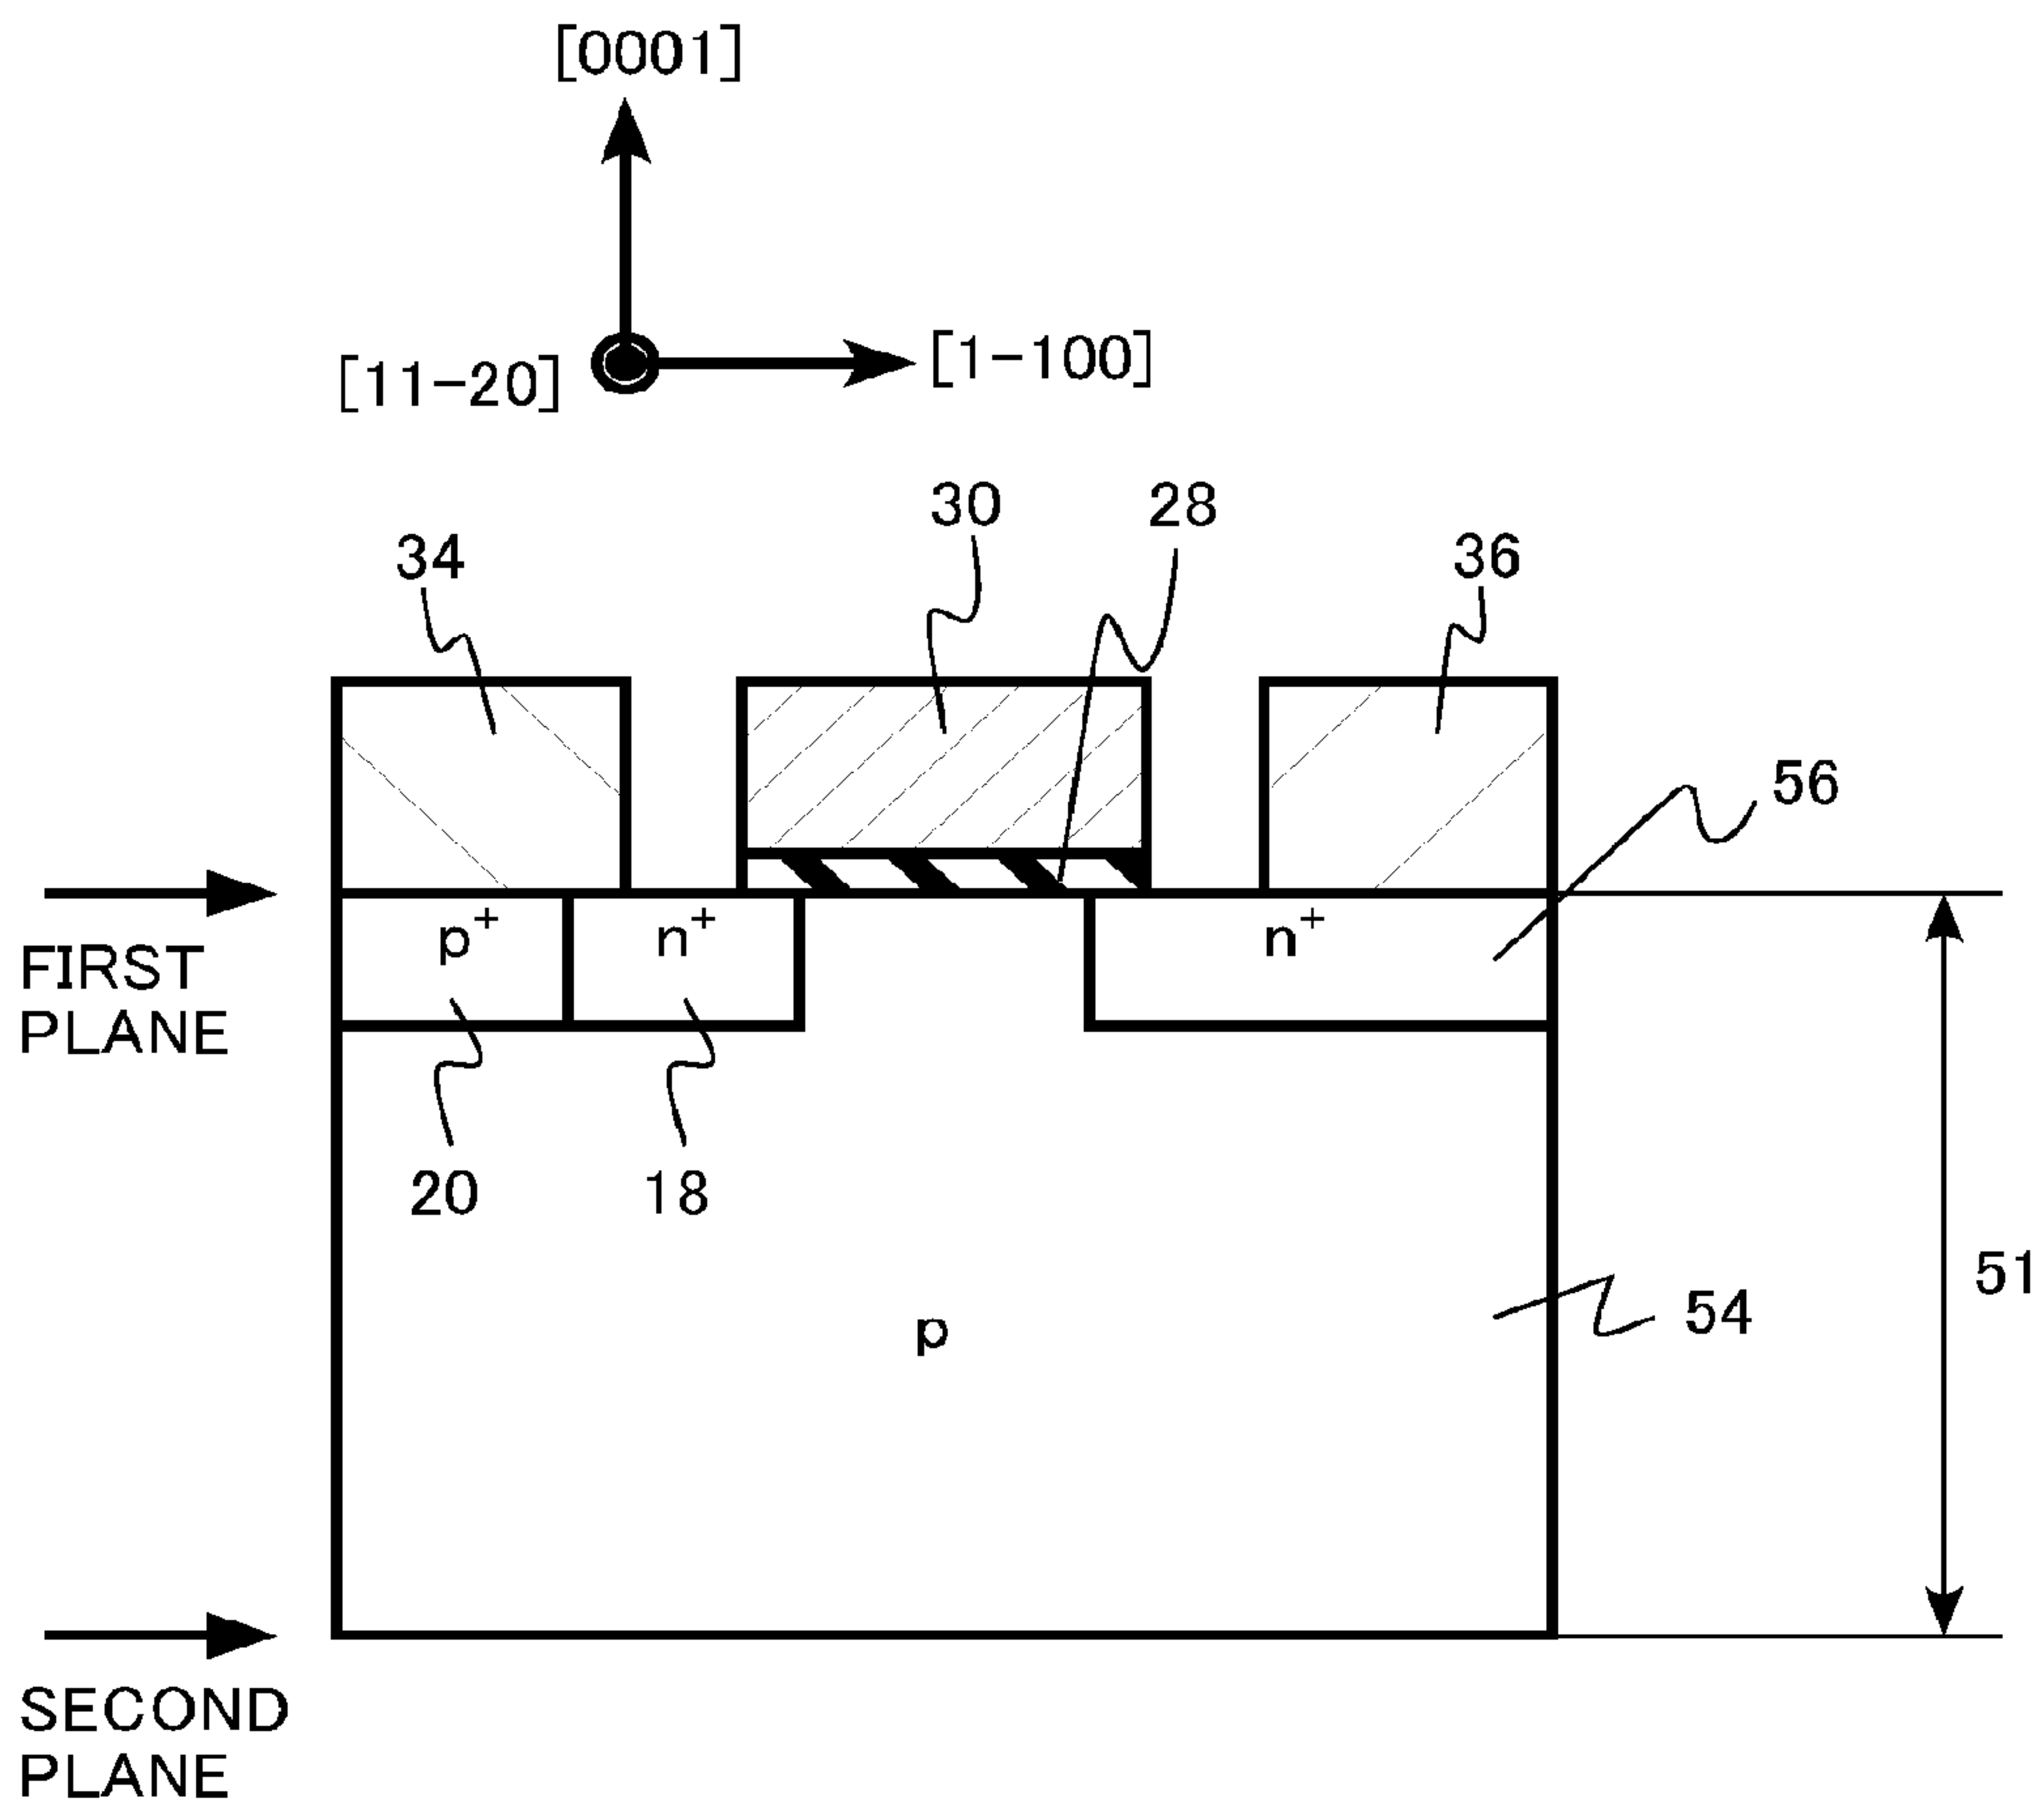 [0001]
[11-20]
[1-100]
30
28
34
36
56
p+
n+
n+
FIRST
PLANE
20
18
51
54
p
SECOND
PLANE